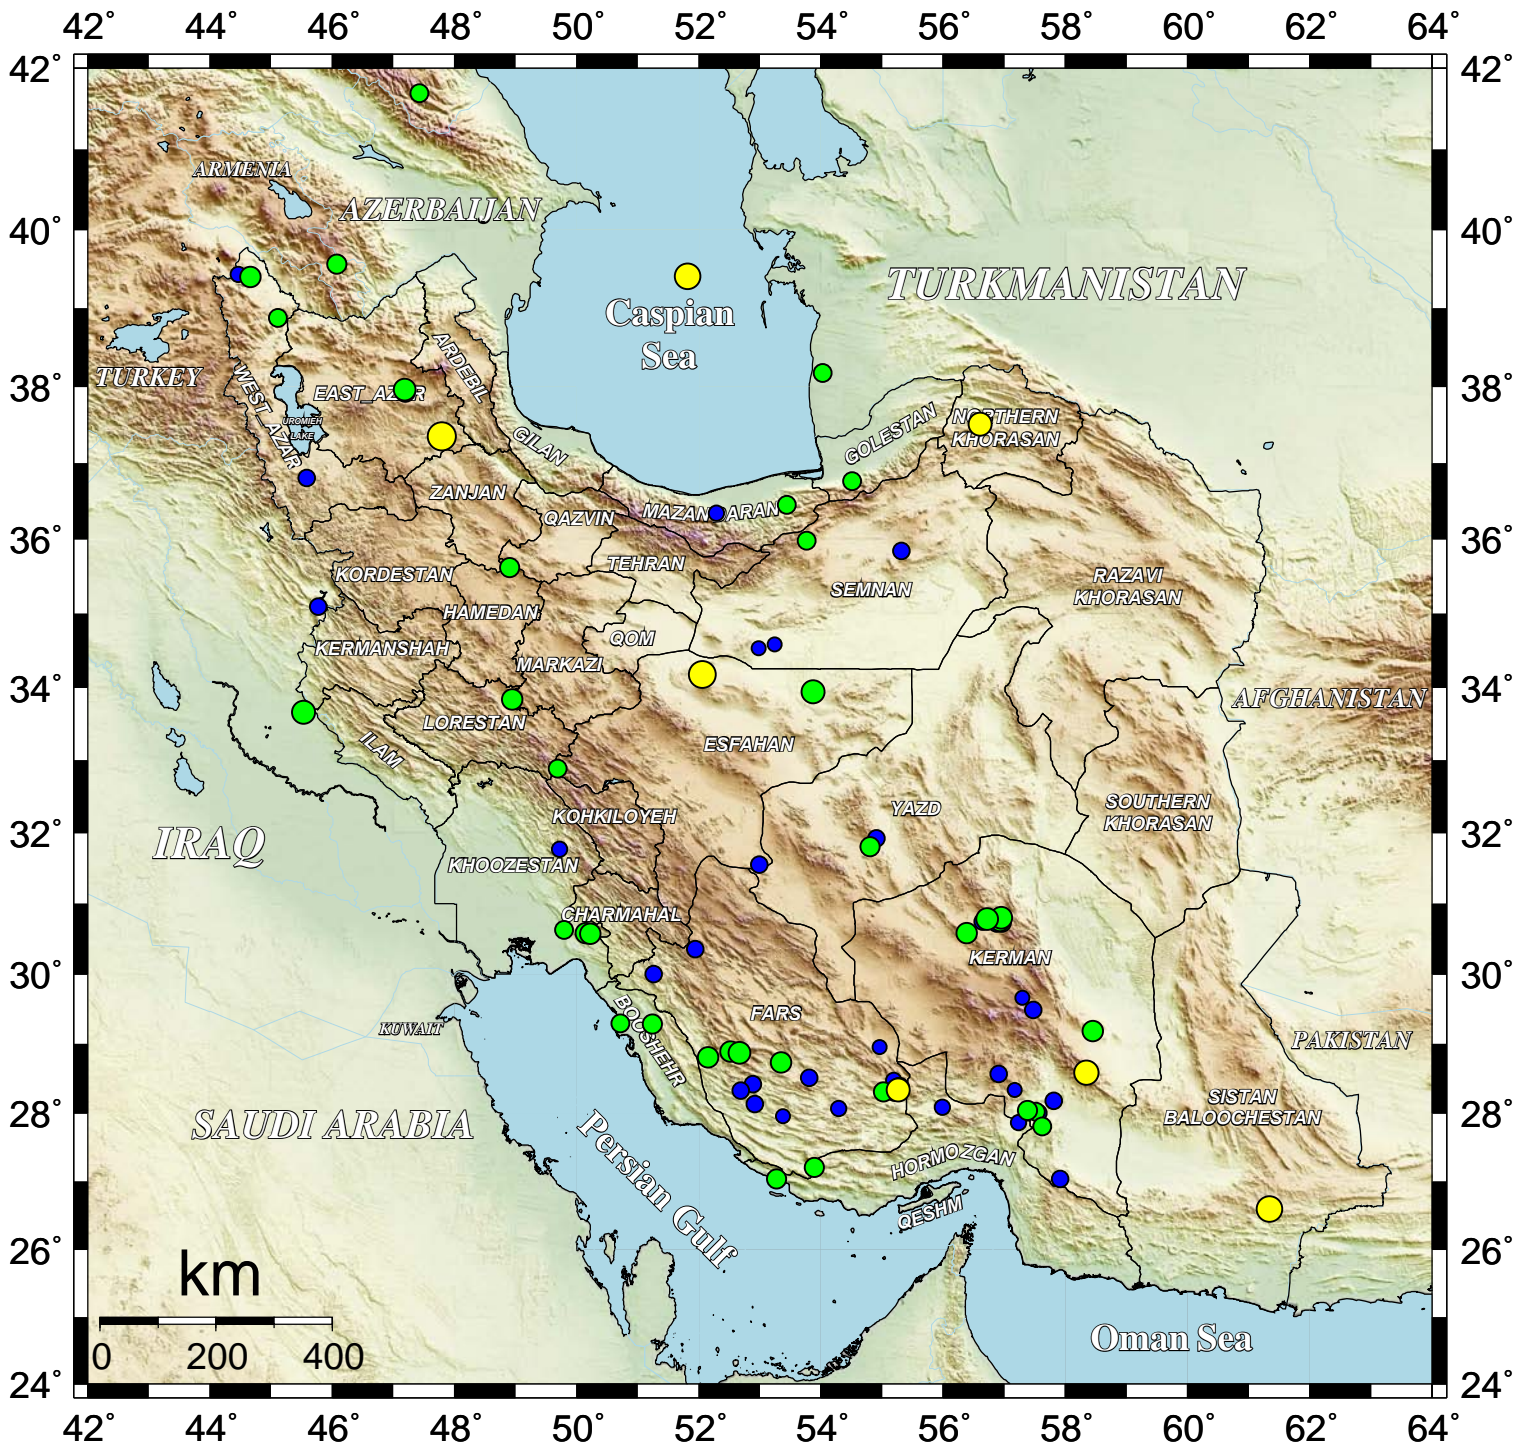 42° 44° 46° 48° 50° 52° 54° 56° 58° 60° 62° 64°
42° 42°
ARMENIA
AZERBAIJAN
40° 40°
TURKMANISTAN
Caspian
Sea
ARDEBIL
TURKEY
38° 38°
WEST_AZAR
EAST_AZAR
UROMIEH
LAKE
GILAN
GOLESTAN
NORTHERN
KHORASAN
ZANJAN
MAZANDARAN
QAZVIN
36° 36°
TEHRAN
KORDESTAN
SEMNAN
RAZAVI
KHORASAN
HAMEDAN
QOM
KERMANSHAH
MARKAZI
34° 34°
AFGHANISTAN
LORESTAN
ILAM
ESFAHAN
YAZD
SOUTHERN
KHORASAN
KOHKILOYEH
32° 32°
IRAQ
KHOOZESTAN
CHARMAHAL
KERMAN
30° 30°
BOOSHEHR
FARS
KUWAIT
PAKISTAN
SISTAN
BALOOCHESTAN
28° 28°
SAUDI ARABIA
Persian Gulf
HORMOZGAN
QESHM
26° 26°
km
0 200 400
Oman Sea
24° 24°
42° 44° 46° 48° 50° 52° 54° 56° 58° 60° 62° 64°